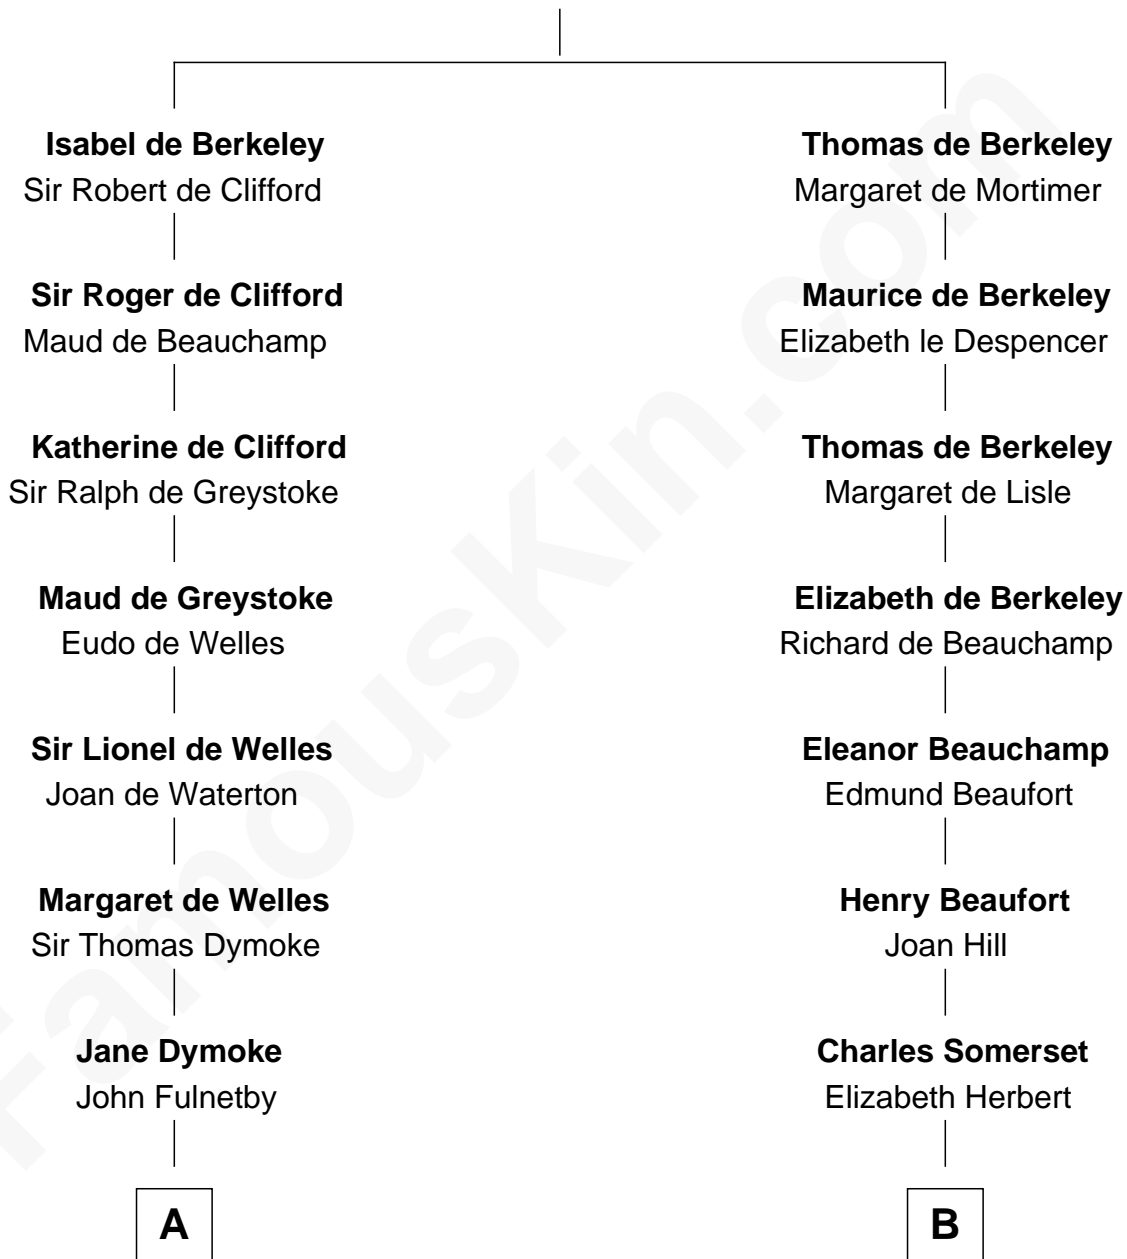 Isabel de Berkeley
Sir Robert de Clifford
Sir Roger de Clifford
Maud de Beauchamp
Katherine de Clifford
Sir Ralph de Greystoke
Maud de Greystoke
Eudo de Welles
Sir Lionel de Welles
Joan de Waterton
Margaret de Welles
Sir Thomas Dymoke
Jane Dymoke
John Fulnetby
A
Thomas de Berkeley
Margaret de Mortimer
Maurice de Berkeley
Elizabeth le Despencer
Thomas de Berkeley
Margaret de Lisle
Elizabeth de Berkeley
Richard de Beauchamp
Eleanor Beauchamp
Edmund Beaufort
Henry Beaufort
Joan Hill
Charles Somerset
Elizabeth Herbert
B
FamousKin.com